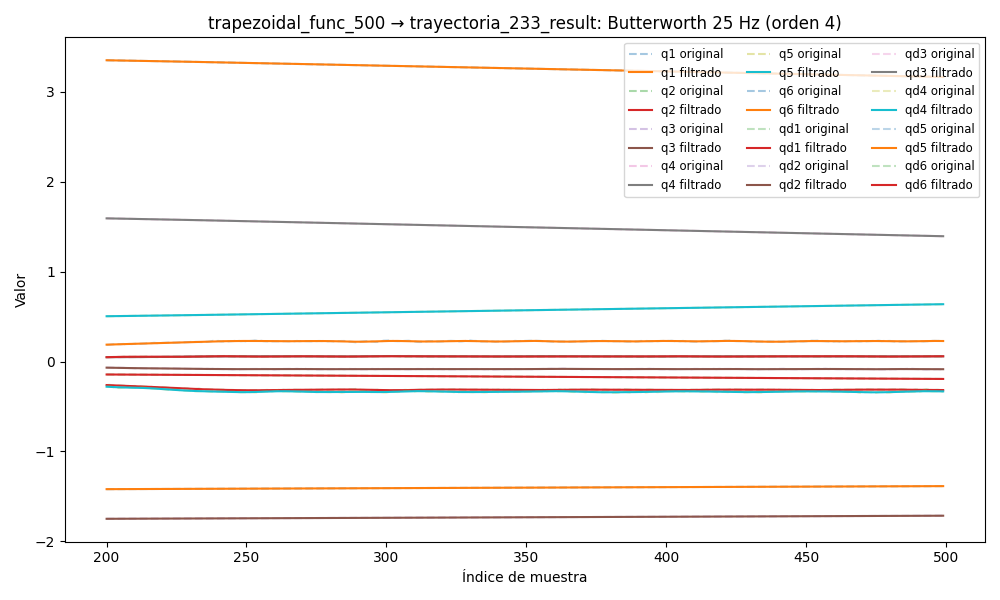 trapezoidal_func_500 → trayectoria_233_result: Butterworth 25 Hz (orden 4)
q1 original q5 original qd3 original
q1 filtrado q5 filtrado qd3 filtrado
q2 original q6 original qd4 original
q2 filtrado q6 filtrado qd4 filtrado
q3 original qd1 original qd5 original
q3 filtrado qd1 filtrado qd5 filtrado
q4 original qd2 original qd6 original
q4 filtrado qd2 filtrado qd6 filtrado
3
2
1
0
−1
−2
Valor
200 250 300 350 400 450 500
Índice de muestra